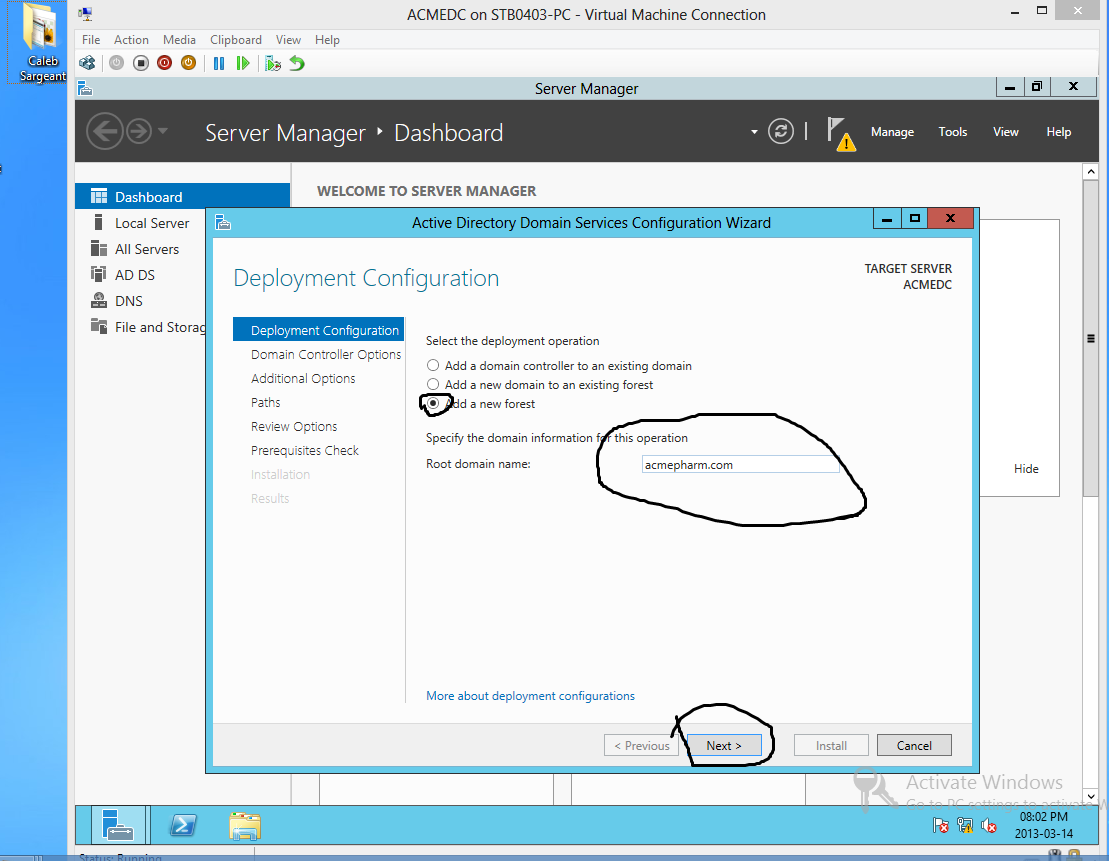 ACMEDC on STB0403-PC - Virtual Machine Connection
Caleb
Sargeant
File Action Media Clipboard View Help
Server Manager
Server Manager Dashboard
Manage Tools View Help
Dashboard
Local Server
All Servers
AD DS
DNS
File and Storag
WELCOME TO SERVER MANAGER
Active Directory Domain Services Configuration Wizard
Deployment Configuration
TARGET SERVER
ACMEDC
Deployment Configuration
Domain Controller Options
Additional Options
Paths
Review Options
Prerequisites Check
Installation
Results
Select the deployment operation
Add a domain controller to an existing domain
Add a new domain to an existing forest
Add a new forest
Specify the domain information for this operation
Root domain name: acmepharm.com
Hide
More about deployment configurations
< Previous Next > Install Cancel
Activate Windows
Go to PC settings to activate W
08:02 PM
2013-03-14
Status: Running